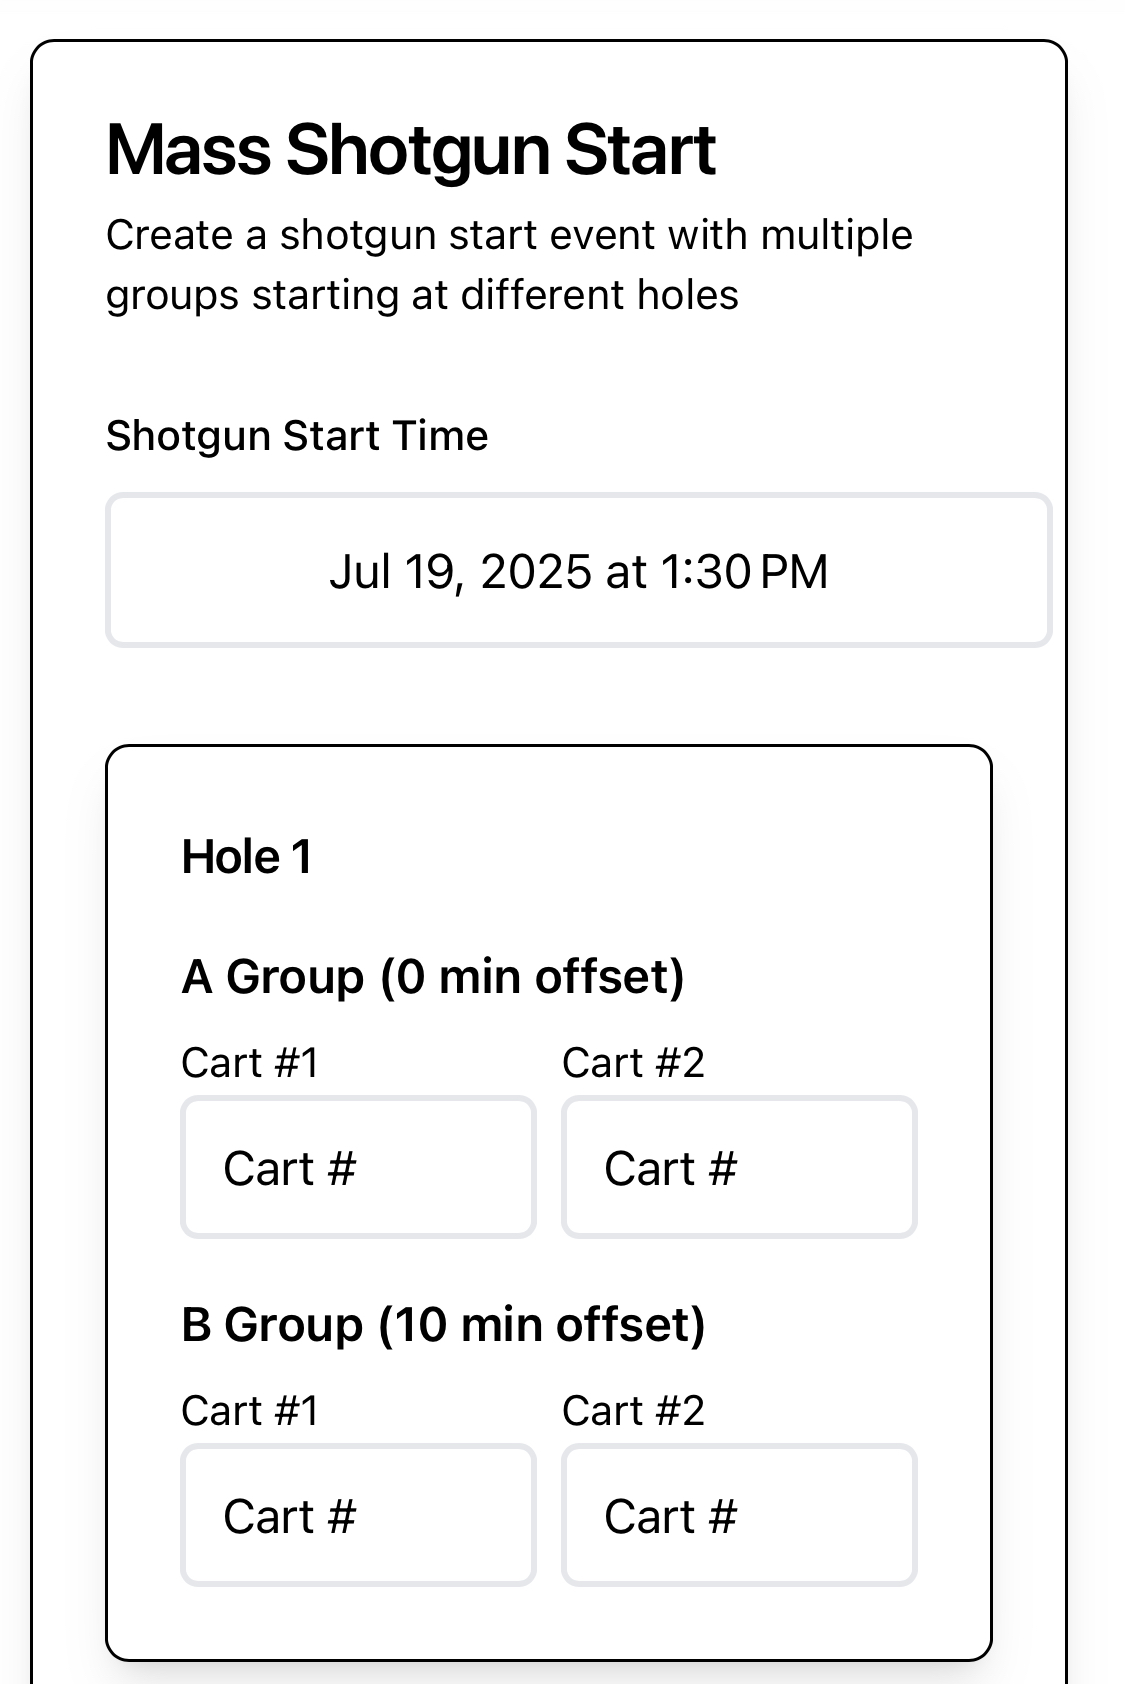 Mass Shotgun Start
Create a shotgun start event with multiple
groups starting at different holes
Shotgun Start Time
Jul 19, 2025 at 1:30 PM
Hole 1
A Group (0 min offset)
Cart #1 Cart #2
Cart # Cart #
B Group (10 min offset)
Cart #1 Cart #2
Cart # Cart #